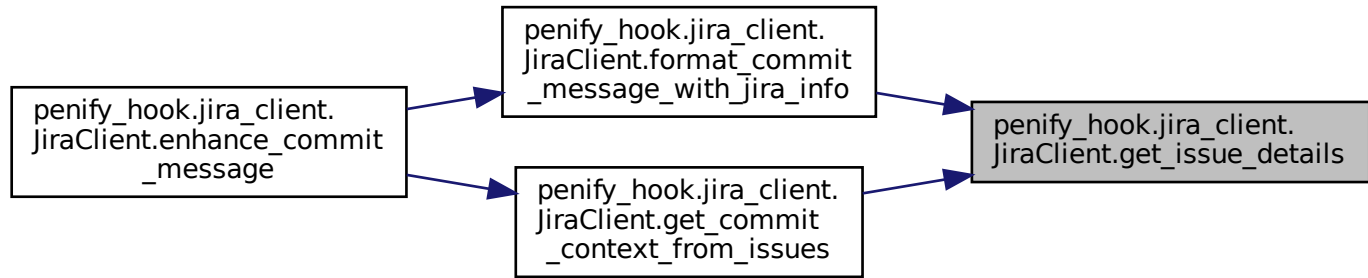 penify_hook.jira_client.
JiraClient.enhance_commit
_message
penify_hook.jira_client.
JiraClient.format_commit
_message_with_jira_info
penify_hook.jira_client.
JiraClient.get_commit
_context_from_issues
penify_hook.jira_client.
JiraClient.get_issue_details